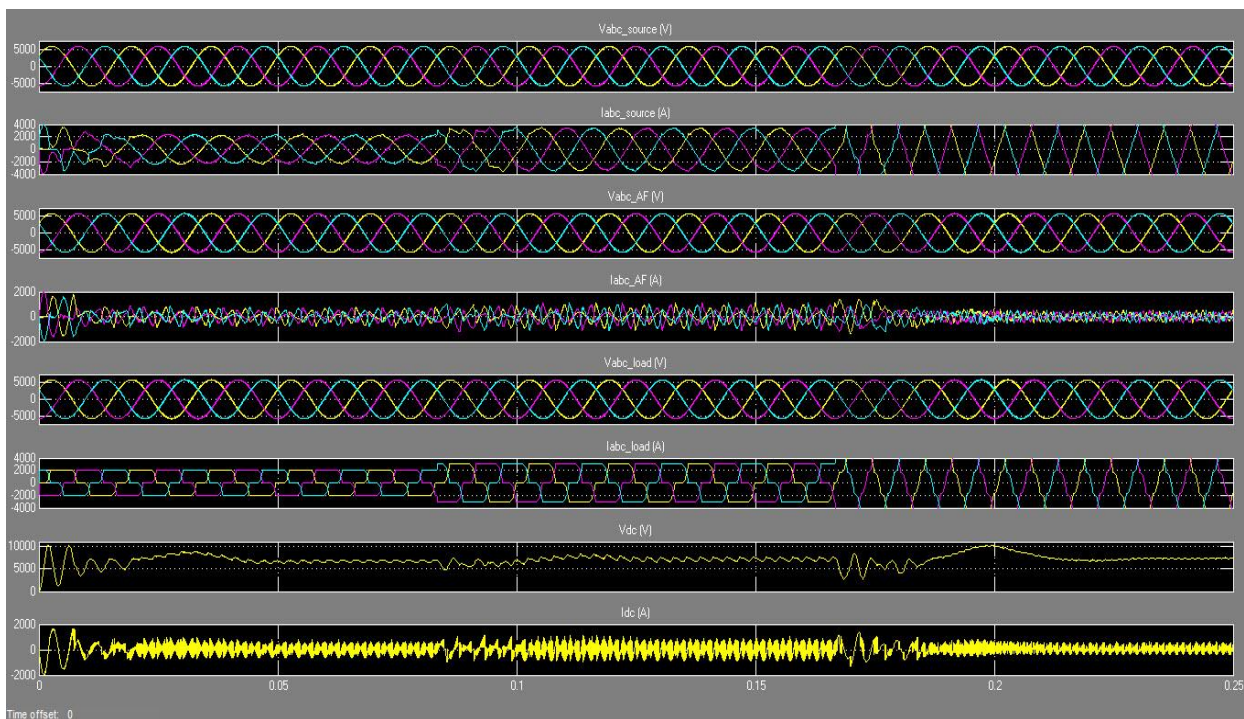 Vabc_source (V)
5000
0
-5000
Iabc_source (A)
4000
2000
0
-2000
-4000
Vabc_AF (V)
5000
0
-5000
Iabc_AF (A)
2000
0
-2000
Vabc_load (V)
5000
0
-5000
Iabc_load (A)
4000
2000
0
-2000
-4000
Vdc (V)
10000
5000
0
Idc (A)
2000
0
-2000
0 0.05 0.1 0.15 0.2 0.25
Time offset: 0